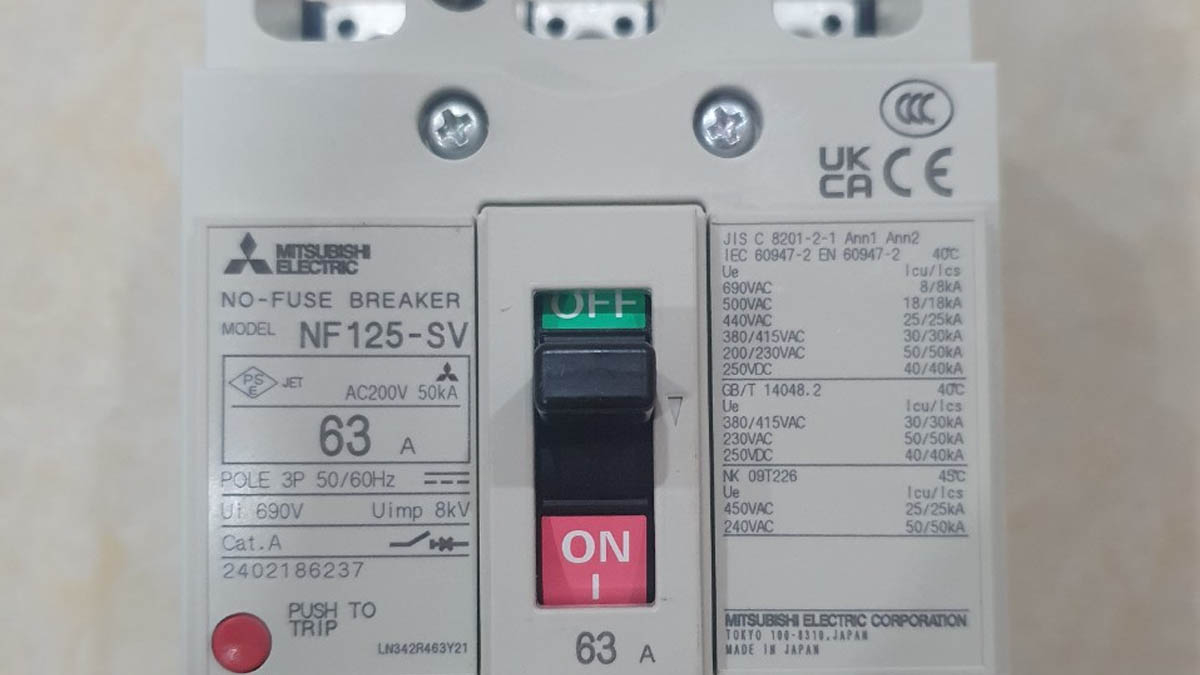 CCC
UK
CA CE
MITSUBISHI
ELECTRIC
NO-FUSE BREAKER
MODEL NF125-SV
PS
E JET AC200V 50kA
63 A
POLE 3P 50/60Hz
Ui 690V Uimp 8kV
Cat.A
2402186237
PUSH TO
TRIP
LN342R463Y21
OFF
ON
I
63 A
JIS C 8201-2-1 Ann1 Ann2
IEC 60947-2 EN 60947-2 40℃
Ue Icu/Ics
690VAC 8/8kA
500VAC 18/18kA
440VAC 25/25kA
380/415VAC 30/30kA
200/230VAC 50/50kA
250VDC 40/40kA
GB/T 14048.2 40℃
Ue Icu/Ics
380/415VAC 30/30kA
230VAC 50/50kA
250VDC 40/40kA
NK 09T226 45℃
Ue Icu/Ics
450VAC 25/25kA
240VAC 50/50kA
MITSUBISHI ELECTRIC CORPORATION
TOKYO 100-8310,JAPAN
MADE IN JAPAN